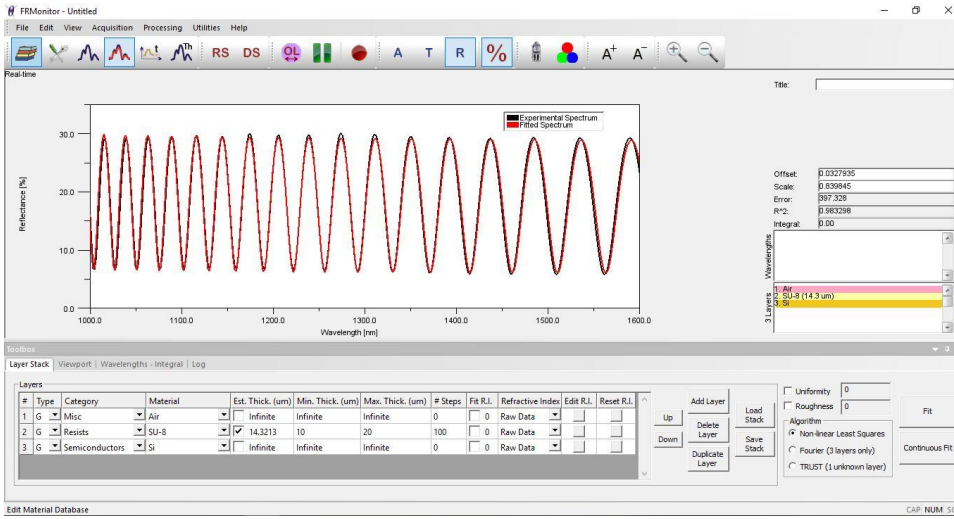 FRMonitor - Untitled
File Edit View Acquisition Processing Utilities Help
t Th RS DS OL A T R % A+ A-
Real-time
Title:
Experimental Spectrum
Fitted Spectrum
30.0
20.0
10.0
0.0
Reflectance [%]
1000.0 1100.0 1200.0 1300.0 1400.0 1500.0 1600.0
Wavelength [nm]
Offset: 0.0327935
Scale: 0.839845
Error: 397.328
R^2: 0.983298
Integral: 0.00
Wavelengths
3 Layers
1. Air
2. SU-8 (14.3 um)
3. Si
Toolbox
Layer Stack Viewport Wavelengths - Integral Log
Layers
# Type Category Material Est. Thick. (um) Min. Thick. (um) Max. Thick. (um) # Steps Fit R.I. Refractive Index Edit R.I. Reset R.I.
1 G Misc Air Infinite Infinite Infinite 0 0 Raw Data
2 G Resists SU-8 14.3213 10 20 100 0 Raw Data
3 G Semiconductors Si Infinite Infinite Infinite 0 0 Raw Data
Up
Down
Add Layer
Delete
Layer
Duplicate
Layer
Load
Stack
Save
Stack
Uniformity 0
Roughness 0
Algorithm
Non-linear Least Squares
Fourier (3 layers only)
TRUST (1 unknown layer)
Fit
Continuous Fit
Edit Material Database
CAP NUM